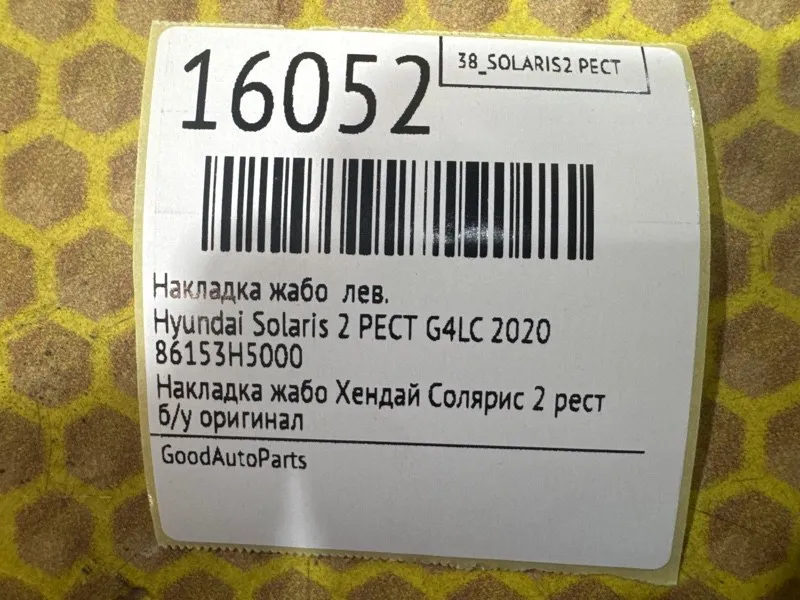 16052
38_SOLARIS2 РЕСТ
Накладка жабо лев.
Hyundai Solaris 2 РЕСТ G4LC 2020
86153H5000
Накладка жабо Хендай Солярис 2 рест
б/у оригинал
GoodAutoParts